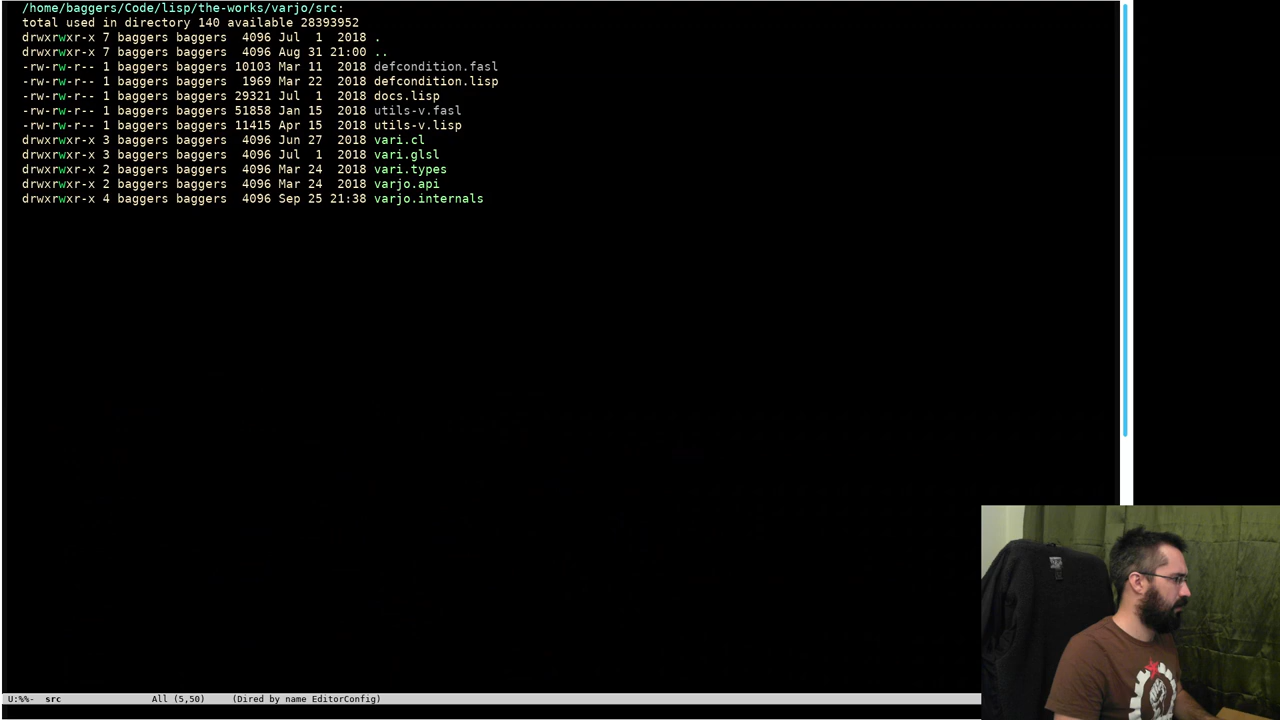 /home/baggers/Code/lisp/the-works/varjo/src:
total used in directory 140 available 28393952
drwxrwxr-x 7 baggers baggers  4096 Jul  1  2018 .
drwxrwxr-x 7 baggers baggers  4096 Aug 31 21:00 ..
-rw-rw-r-- 1 baggers baggers 10103 Mar 11  2018 defcondition.fasl
-rw-rw-r-- 1 baggers baggers  1969 Mar 22  2018 defcondition.lisp
-rw-rw-r-- 1 baggers baggers 29321 Jul  1  2018 docs.lisp
-rw-rw-r-- 1 baggers baggers 51858 Jan 15  2018 utils-v.fasl
-rw-rw-r-- 1 baggers baggers 11415 Apr 15  2018 utils-v.lisp
drwxrwxr-x 3 baggers baggers  4096 Jun 27  2018 vari.cl
drwxrwxr-x 3 baggers baggers  4096 Jul  1  2018 vari.glsl
drwxrwxr-x 2 baggers baggers  4096 Mar 24  2018 vari.types
drwxrwxr-x 2 baggers baggers  4096 Mar 24  2018 varjo.api
drwxrwxr-x 4 baggers baggers  4096 Sep 25 21:38 varjo.internals
U:%%-  src            All (5,50)     (Dired by name EditorConfig)